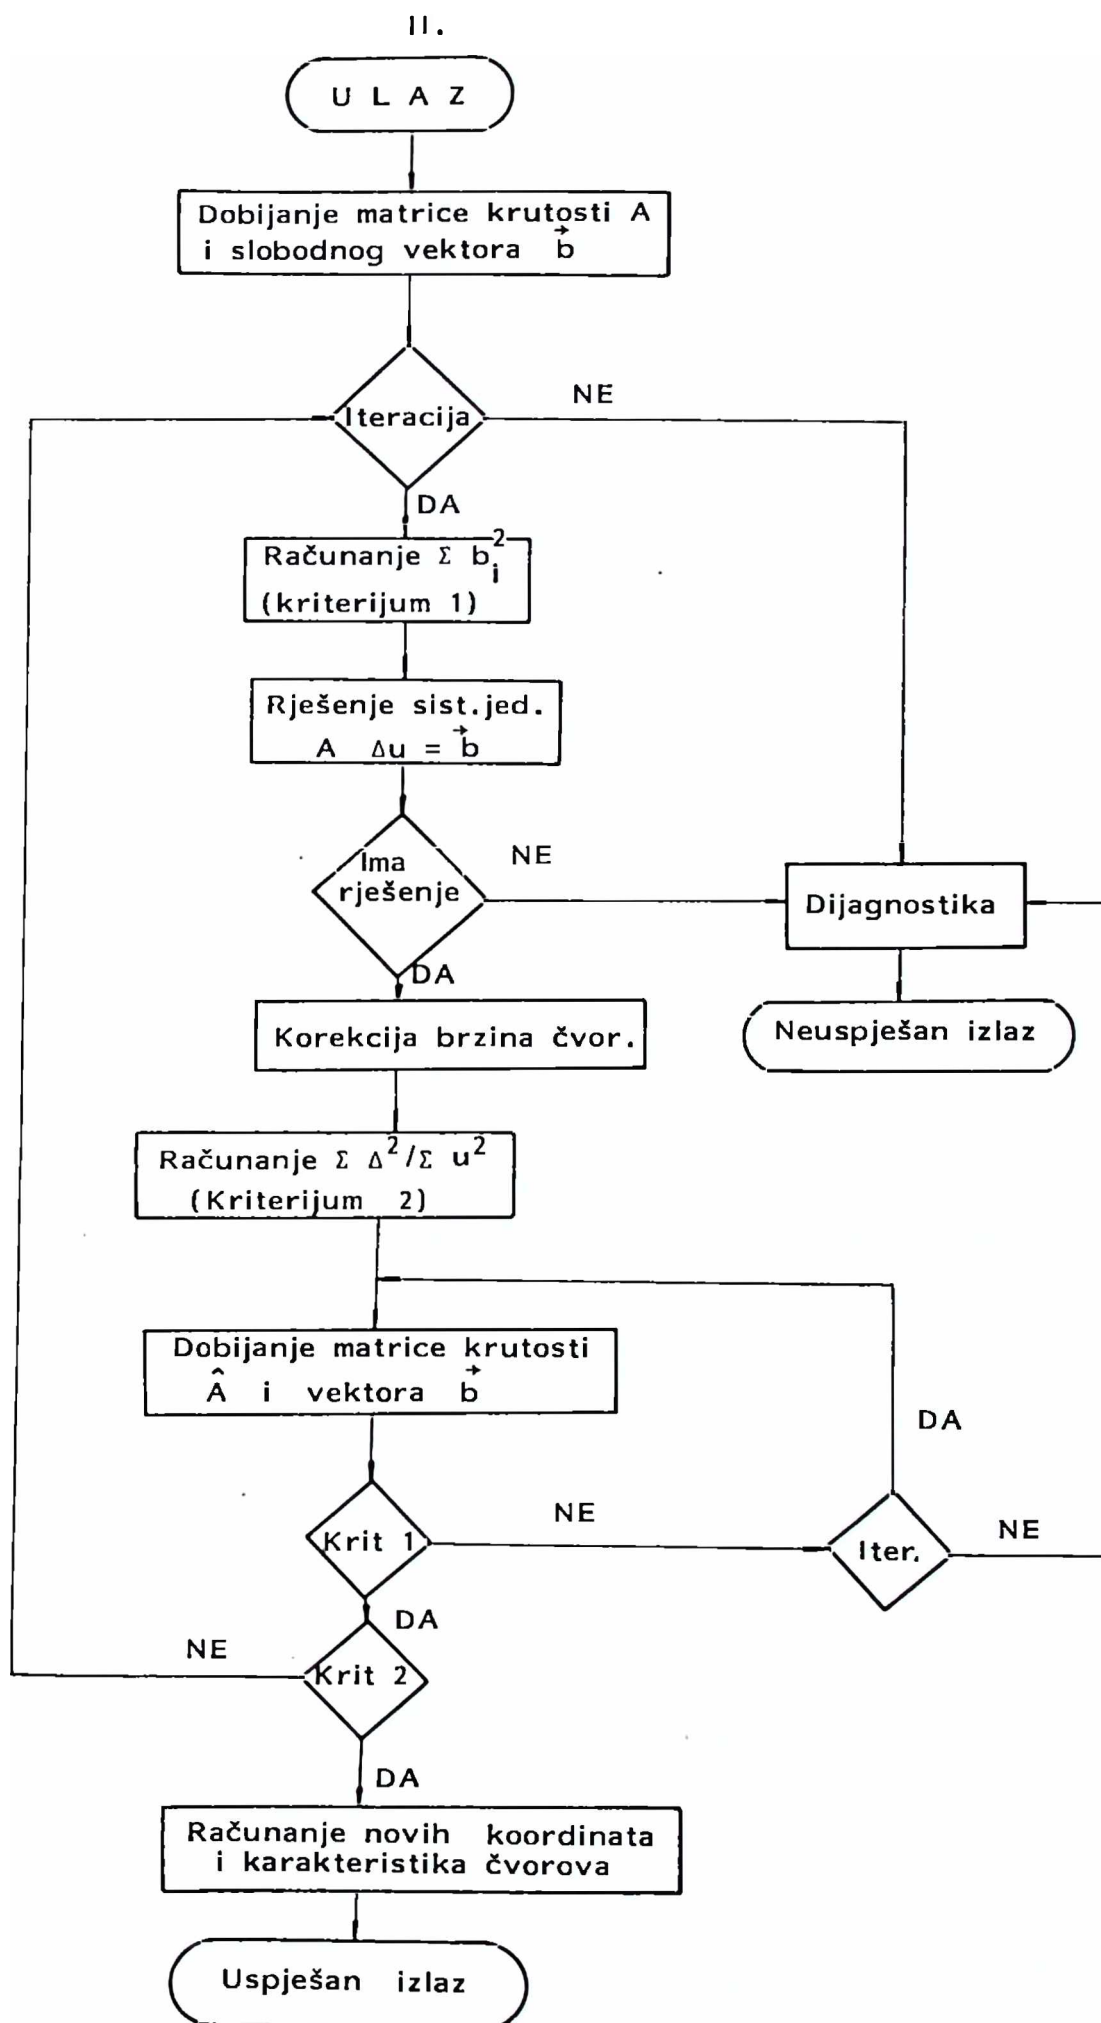 II.
U L A Z
Dobijanje matrice krutosti A
i slobodnog vektora b⃗
Iteracija
NE
DA
Računanje Σ b_i^2
(kriterijum 1)
Rješenje sist.jed.
A Δu = b⃗
Ima
rješenje
NE
Dijagnostika
DA
Neuspješan izlaz
Korekcija brzina čvor.
Računanje Σ Δ^2/Σ u^2
(Kriterijum 2)
Dobijanje matrice krutosti
Â i vektora b⃗
DA
Krit 1
NE
Iter.
NE
DA
NE
Krit 2
DA
Računanje novih koordinata
i karakteristika čvorova
Uspješan izlaz